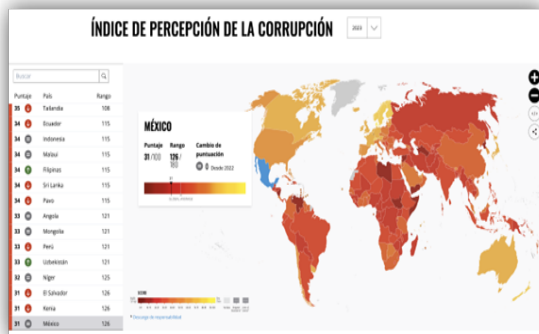 ÍNDICE DE PERCEPCIÓN DE LA CORRUPCIÓN
2023
Buscar
Puntaje País Rango
35 Tailandia 108
34 Ecuador 115
34 Indonesia 115
34 Malaui 115
34 Filipinas 115
34 Sri Lanka 115
34 Pavo 115
33 Angola 121
33 Mongolia 121
33 Perú 121
33 Uzbekistán 121
32 Níger 125
31 El Salvador 126
31 Kenia 126
31 México 126
MÉXICO
Puntaje Rango Cambio de puntuación
31/100 126/180 0 Desde 2022
* Descargo de responsabilidad